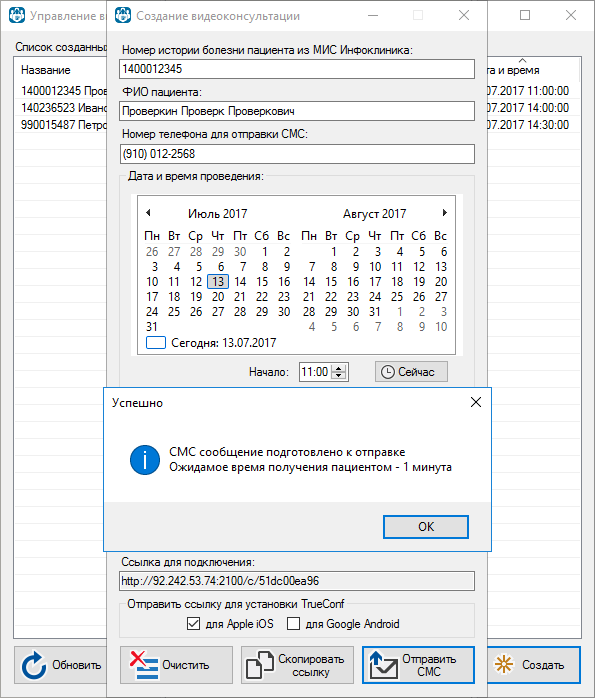 Управление в
Создание видеоконсультации
Список созданных
Номер истории болезни пациента из МИС Инфоклиника:
Название
та и время
1400012345
1400012345 Пров
07.2017 11:00:00
140236523 Ивано
07.2017 14:00:00
990015487 Петро
07.2017 14:30:00
ФИО пациента:
Проверкин Проверк Проверкович
Номер телефона для отправки СМС:
(910) 012-2568
Дата и время проведения:
Июль 2017
Август 2017
Пн Вт Ср Чт Пт Сб Вс
Пн Вт Ср Чт Пт Сб Вс
26 27 28 29 30 1 2
1 2 3 4 5 6
3 4 5 6 7 8 9
7 8 9 10 11 12 13
10 11 12 13 14 15 16
14 15 16 17 18 19 20
17 18 19 20 21 22 23
21 22 23 24 25 26 27
24 25 26 27 28 29 30
28 29 30 31 1 2 3
31
4 5 6 7 8 9 10
Сегодня: 13.07.2017
Начало: 11:00
Сейчас
Успешно
СМС сообщение подготовлено к отправке
Ожидамое время получения пациентом - 1 минута
OK
Ссылка для подключения:
http://92.242.53.74:2100/c/51dc00ea96
Отправить ссылку для установки TrueConf
для Apple iOS
для Google Android
Обновить
Очистить
Скопировать
ссылку
Отправить
СМС
Создать